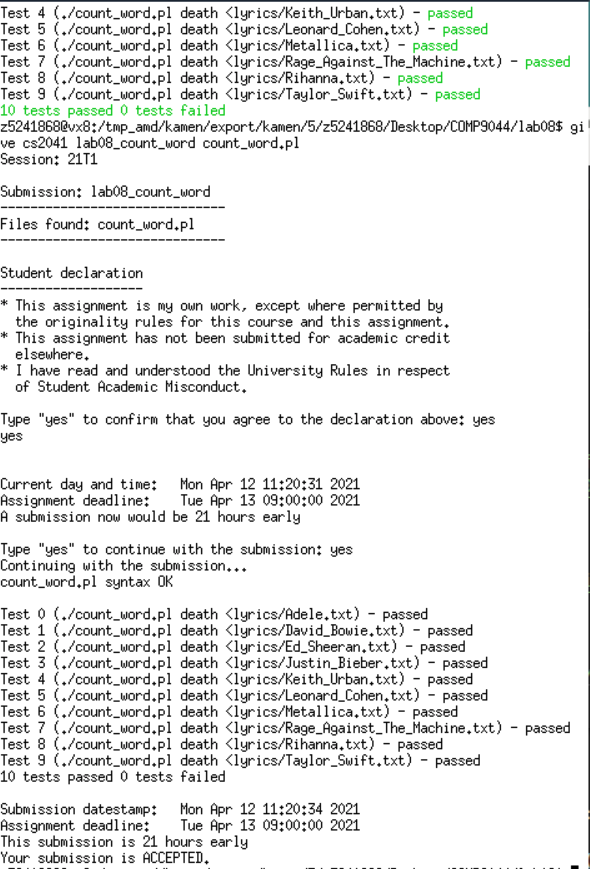 Test 4 (./count_word.pl death <lyrics/Keith_Urban.txt) - passed
Test 5 (./count_word.pl death <lyrics/Leonard_Cohen.txt) - passed
Test 6 (./count_word.pl death <lyrics/Metallica.txt) - passed
Test 7 (./count_word.pl death <lyrics/Rage_Against_The_Machine.txt) - passed
Test 8 (./count_word.pl death <lyrics/Rihanna.txt) - passed
Test 9 (./count_word.pl death <lyrics/Taylor_Swift.txt) - passed
10 tests passed 0 tests failed
z5241868@vx8:/tmp_amd/kamen/export/kamen/5/z5241868/Desktop/COMP9044/lab08$ gi
ve cs2041 lab08_count_word count_word.pl
Session: 21T1
Submission: lab08_count_word
------------------------------
Files found: count_word.pl
------------------------------
Student declaration
-------------------
* This assignment is my own work, except where permitted by
  the originality rules for this course and this assignment.
* This assignment has not been submitted for academic credit
  elsewhere.
* I have read and understood the University Rules in respect
  of Student Academic Misconduct.
Type "yes" to confirm that you agree to the declaration above: yes
yes
Current day and time:   Mon Apr 12 11:20:31 2021
Assignment deadline:    Tue Apr 13 09:00:00 2021
A submission now would be 21 hours early
Type "yes" to continue with the submission: yes
Continuing with the submission...
count_word.pl syntax OK
Test 0 (./count_word.pl death <lyrics/Adele.txt) - passed
Test 1 (./count_word.pl death <lyrics/David_Bowie.txt) - passed
Test 2 (./count_word.pl death <lyrics/Ed_Sheeran.txt) - passed
Test 3 (./count_word.pl death <lyrics/Justin_Bieber.txt) - passed
Test 4 (./count_word.pl death <lyrics/Keith_Urban.txt) - passed
Test 5 (./count_word.pl death <lyrics/Leonard_Cohen.txt) - passed
Test 6 (./count_word.pl death <lyrics/Metallica.txt) - passed
Test 7 (./count_word.pl death <lyrics/Rage_Against_The_Machine.txt) - passed
Test 8 (./count_word.pl death <lyrics/Rihanna.txt) - passed
Test 9 (./count_word.pl death <lyrics/Taylor_Swift.txt) - passed
10 tests passed 0 tests failed
Submission datestamp:   Mon Apr 12 11:20:34 2021
Assignment deadline:    Tue Apr 13 09:00:00 2021
This submission is 21 hours early
Your submission is ACCEPTED.